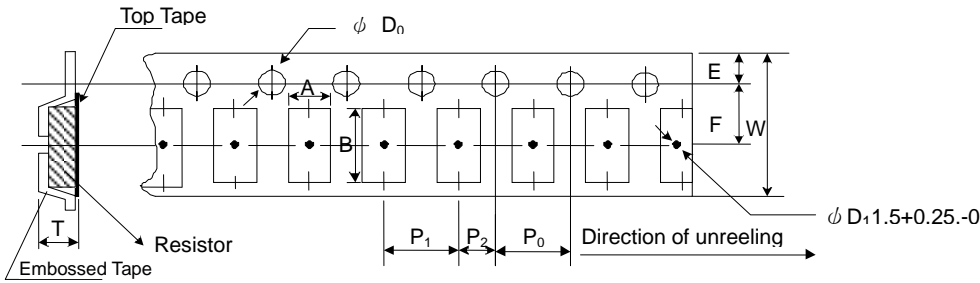 Top Tape
ϕ D₀
E
A
F
W
B
T
P₁
P₂
P₀
Direction of unreeling
ϕ D₁ 1.5+0.25.-0
Resistor
Embossed Tape